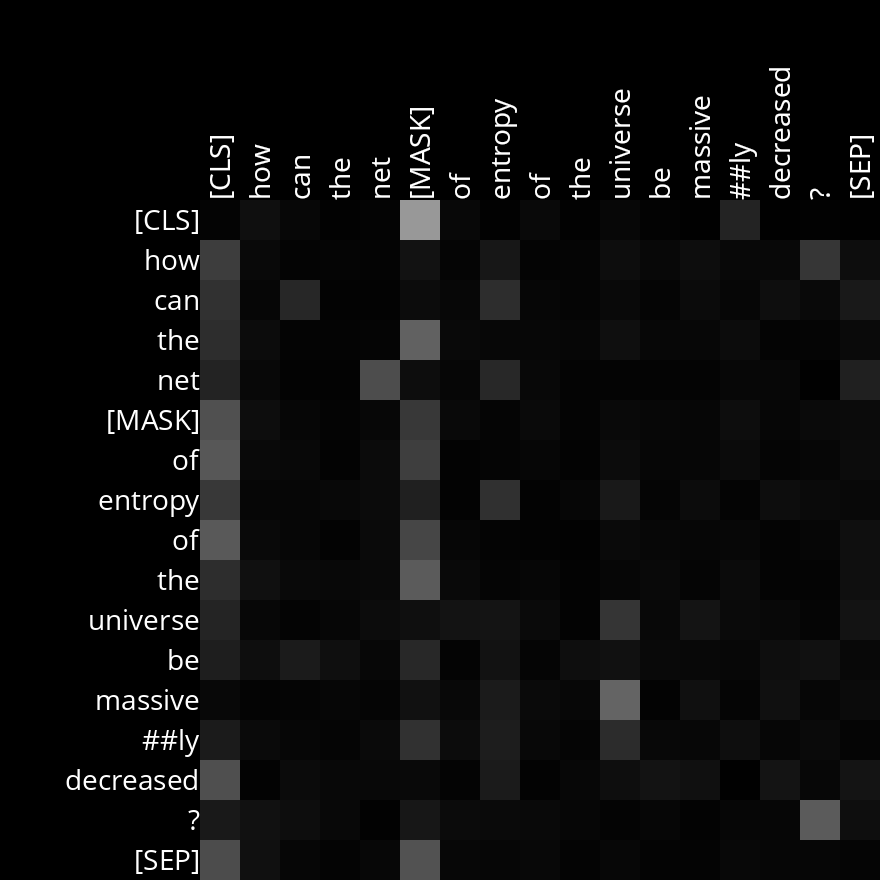 [CLS] how can the net [MASK] of entropy of the universe be massive ##ly decreased ? [SEP]
[CLS]
how
can
the
net
[MASK]
of
entropy
of
the
universe
be
massive
##ly
decreased
?
[SEP]